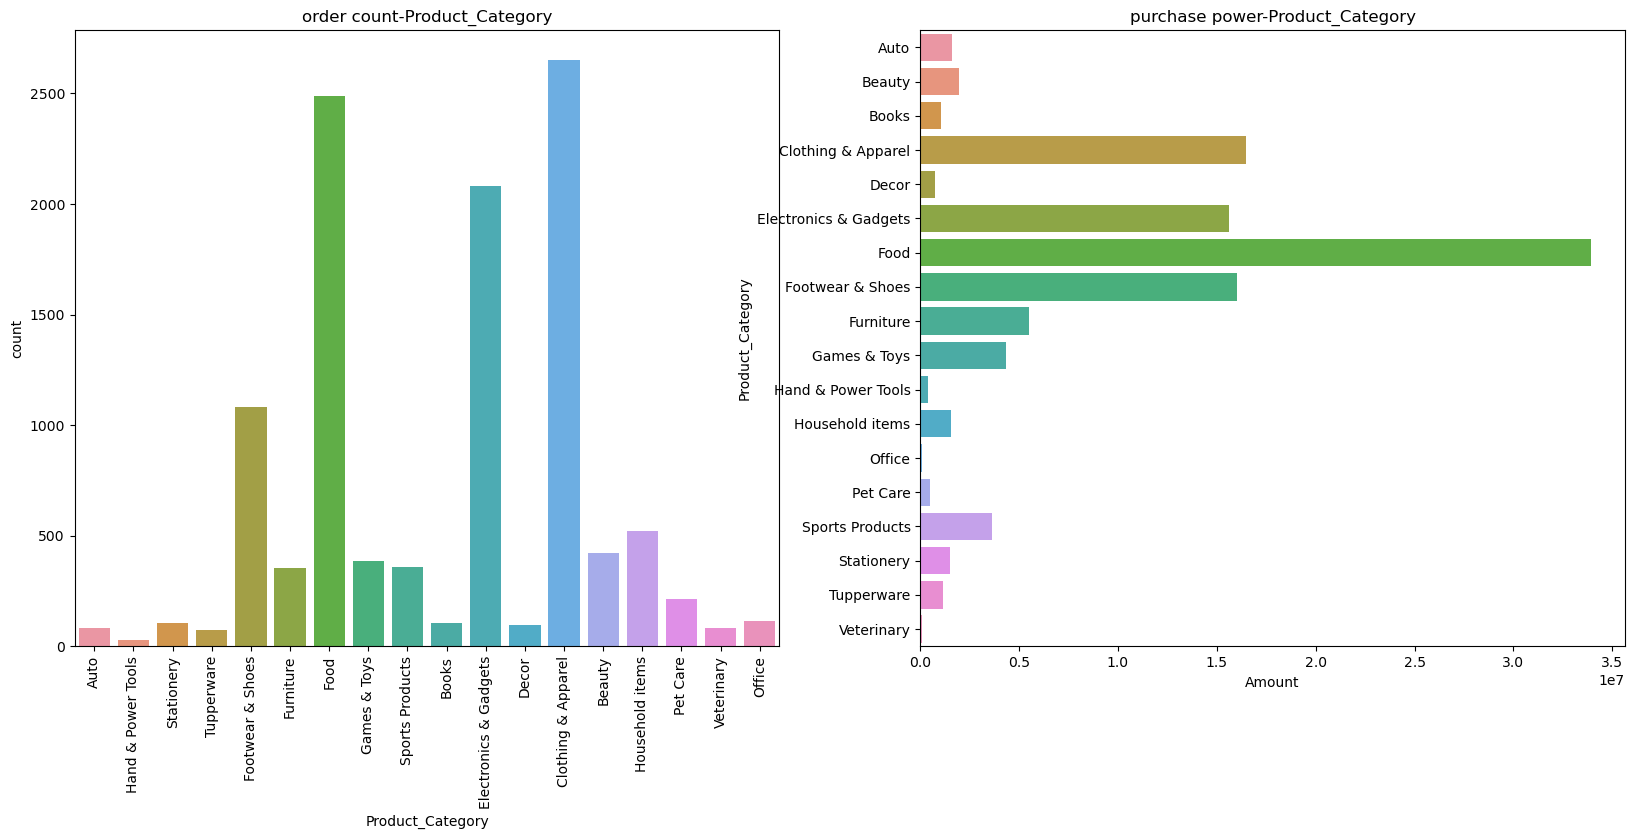 order count-Product_Category
2500
2000
1500
1000
500
0
count
Auto
Hand & Power Tools
Stationery
Tupperware
Footwear & Shoes
Furniture
Food
Games & Toys
Sports Products
Books
Electronics & Gadgets
Decor
Clothing & Apparel
Beauty
Household items
Pet Care
Veterinary
Office
Product_Category
purchase power-Product_Category
Product_Category
Auto
Beauty
Books
Clothing & Apparel
Decor
Electronics & Gadgets
Food
Footwear & Shoes
Furniture
Games & Toys
Hand & Power Tools
Household items
Office
Pet Care
Sports Products
Stationery
Tupperware
Veterinary
0.0 0.5 1.0 1.5 2.0 2.5 3.0 3.5
1e7
Amount